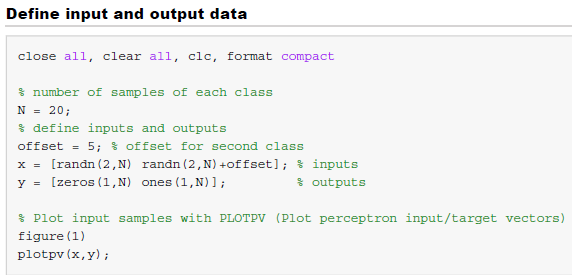 Define input and output data
close all, clear all, clc, format compact
% number of samples of each class
N = 20;
% define inputs and outputs
offset = 5; % offset for second class
x = [randn(2,N) randn(2,N)+offset]; % inputs
y = [zeros(1,N) ones(1,N)]; % outputs
% Plot input samples with PLOTPV (Plot perceptron input/target vectors)
figure(1)
plotpv(x,y);